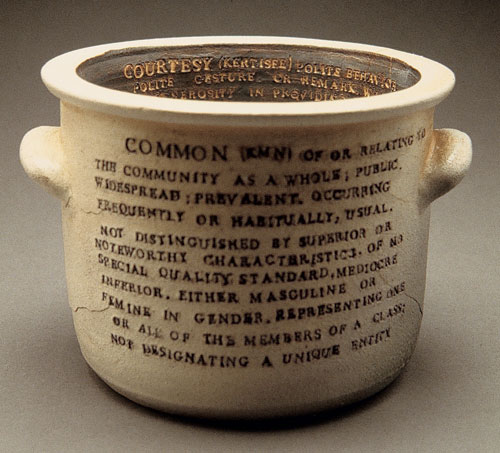 COURTESY (KERTISEE) POLITE BEHAVIOR
POLITE GESTURE OR REMARK
GENEROSITY IN PROVIDING
COMMON (KMN) OF OR RELATING TO
THE COMMUNITY AS A WHOLE; PUBLIC.
WIDESPREAD; PREVALENT. OCCURRING
FREQUENTLY OR HABITUALLY, USUAL.
NOT DISTINGUISHED BY SUPERIOR OR
NOTEWORTHY CHARACTERISTICS. OF NO
SPECIAL QUALITY. STANDARD, MEDIOCRE
INFERIOR. EITHER MASCULINE OR
FEMINE IN GENDER. REPRESENTING ONE
OR ALL OF THE MEMBERS OF A CLASS;
NOT DESIGNATING A UNIQUE ENTITY